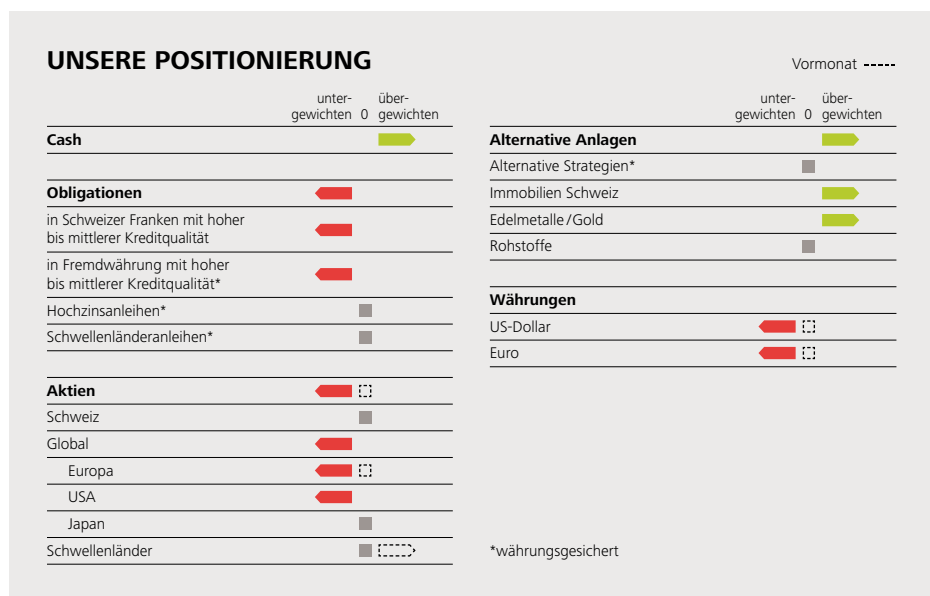 UNSERE POSITIONIERUNG
Vormonat
unter- über-
gewichten 0 gewichten
Cash
Obligationen
in Schweizer Franken mit hoher
bis mittlerer Kreditqualität
in Fremdwährung mit hoher
bis mittlerer Kreditqualität*
Hochzinsanleihen*
Schwellenländeranleihen*
Aktien
Schweiz
Global
Europa
USA
Japan
Schwellenländer
unter- über-
gewichten 0 gewichten
Alternative Anlagen
Alternative Strategien*
Immobilien Schweiz
Edelmetalle/Gold
Rohstoffe
Währungen
US-Dollar
Euro
*währungsgesichert